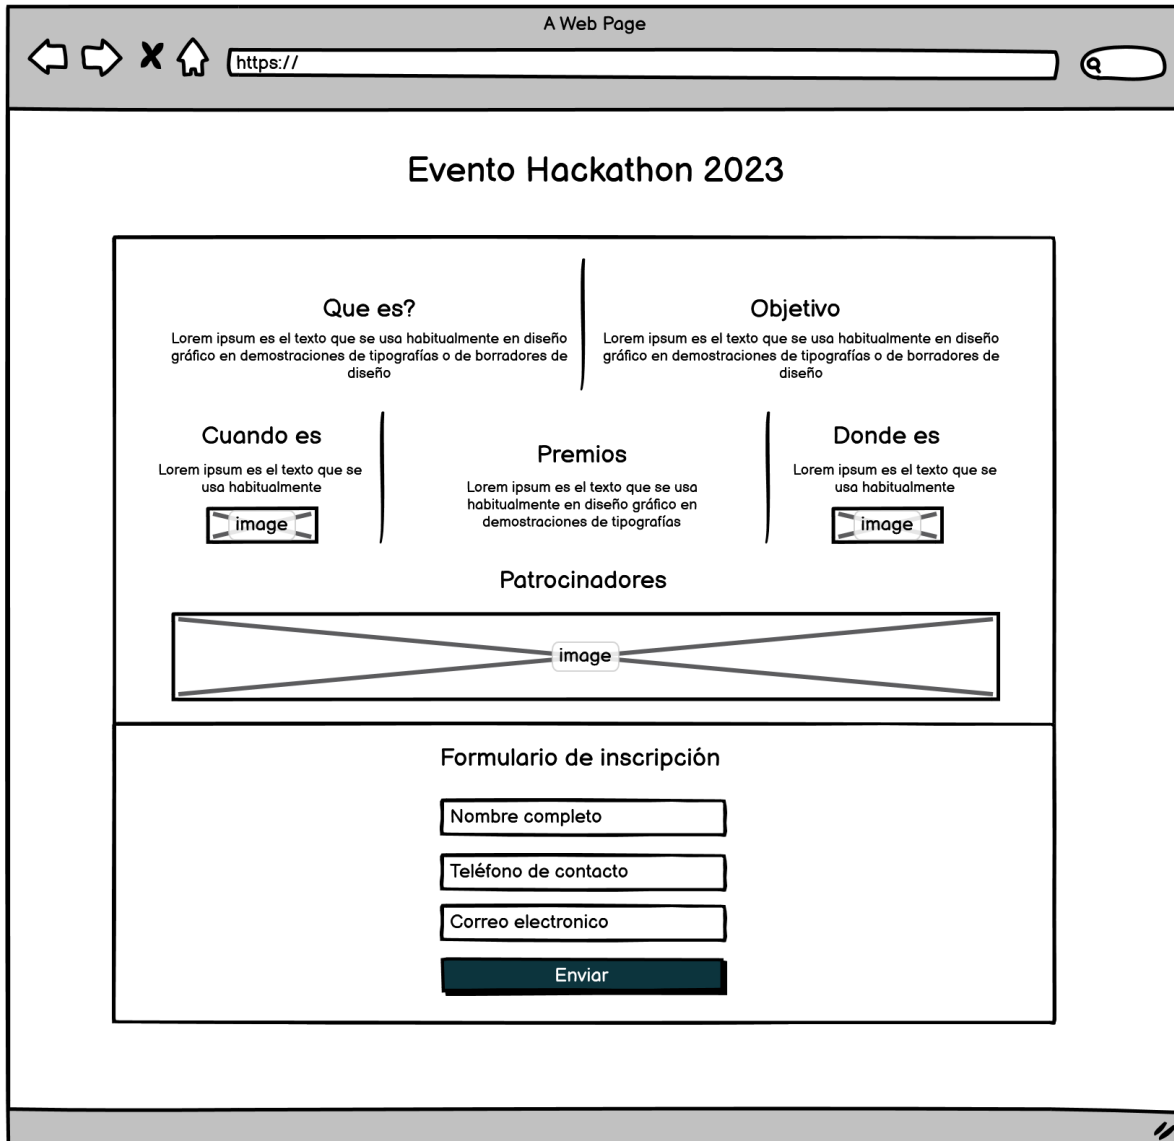 A Web Page
https://
Evento Hackathon 2023
Que es?
Lorem ipsum es el texto que se usa habitualmente en diseño
gráfico en demostraciones de tipografías o de borradores de
diseño
Objetivo
Lorem ipsum es el texto que se usa habitualmente en diseño
gráfico en demostraciones de tipografías o de borradores de
diseño
Cuando es
Lorem ipsum es el texto que se
usa habitualmente
image
Premios
Lorem ipsum es el texto que se usa
habitualmente en diseño gráfico en
demostraciones de tipografías
Donde es
Lorem ipsum es el texto que se
usa habitualmente
image
Patrocinadores
image
Formulario de inscripción
Nombre completo
Teléfono de contacto
Correo electronico
Enviar